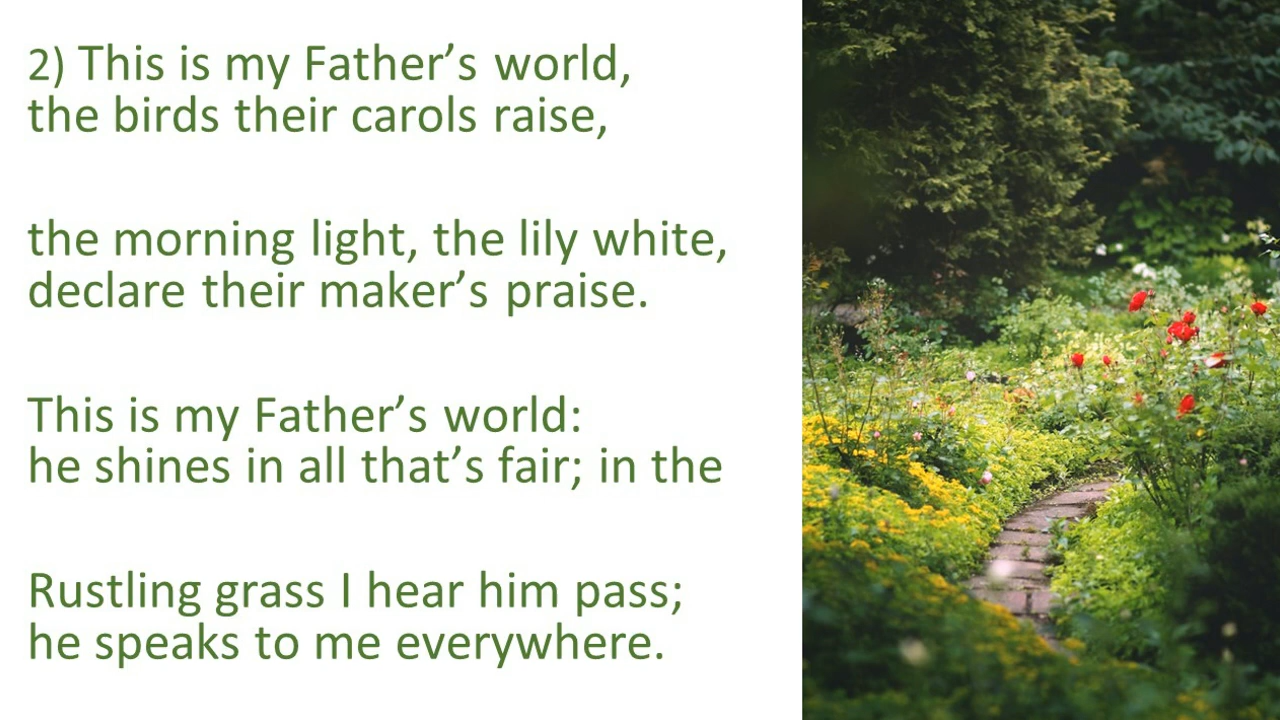 2) This is my Father’s world,
the birds their carols raise,
the morning light, the lily white,
declare their maker’s praise.
This is my Father’s world:
he shines in all that’s fair; in the
Rustling grass I hear him pass;
he speaks to me everywhere.